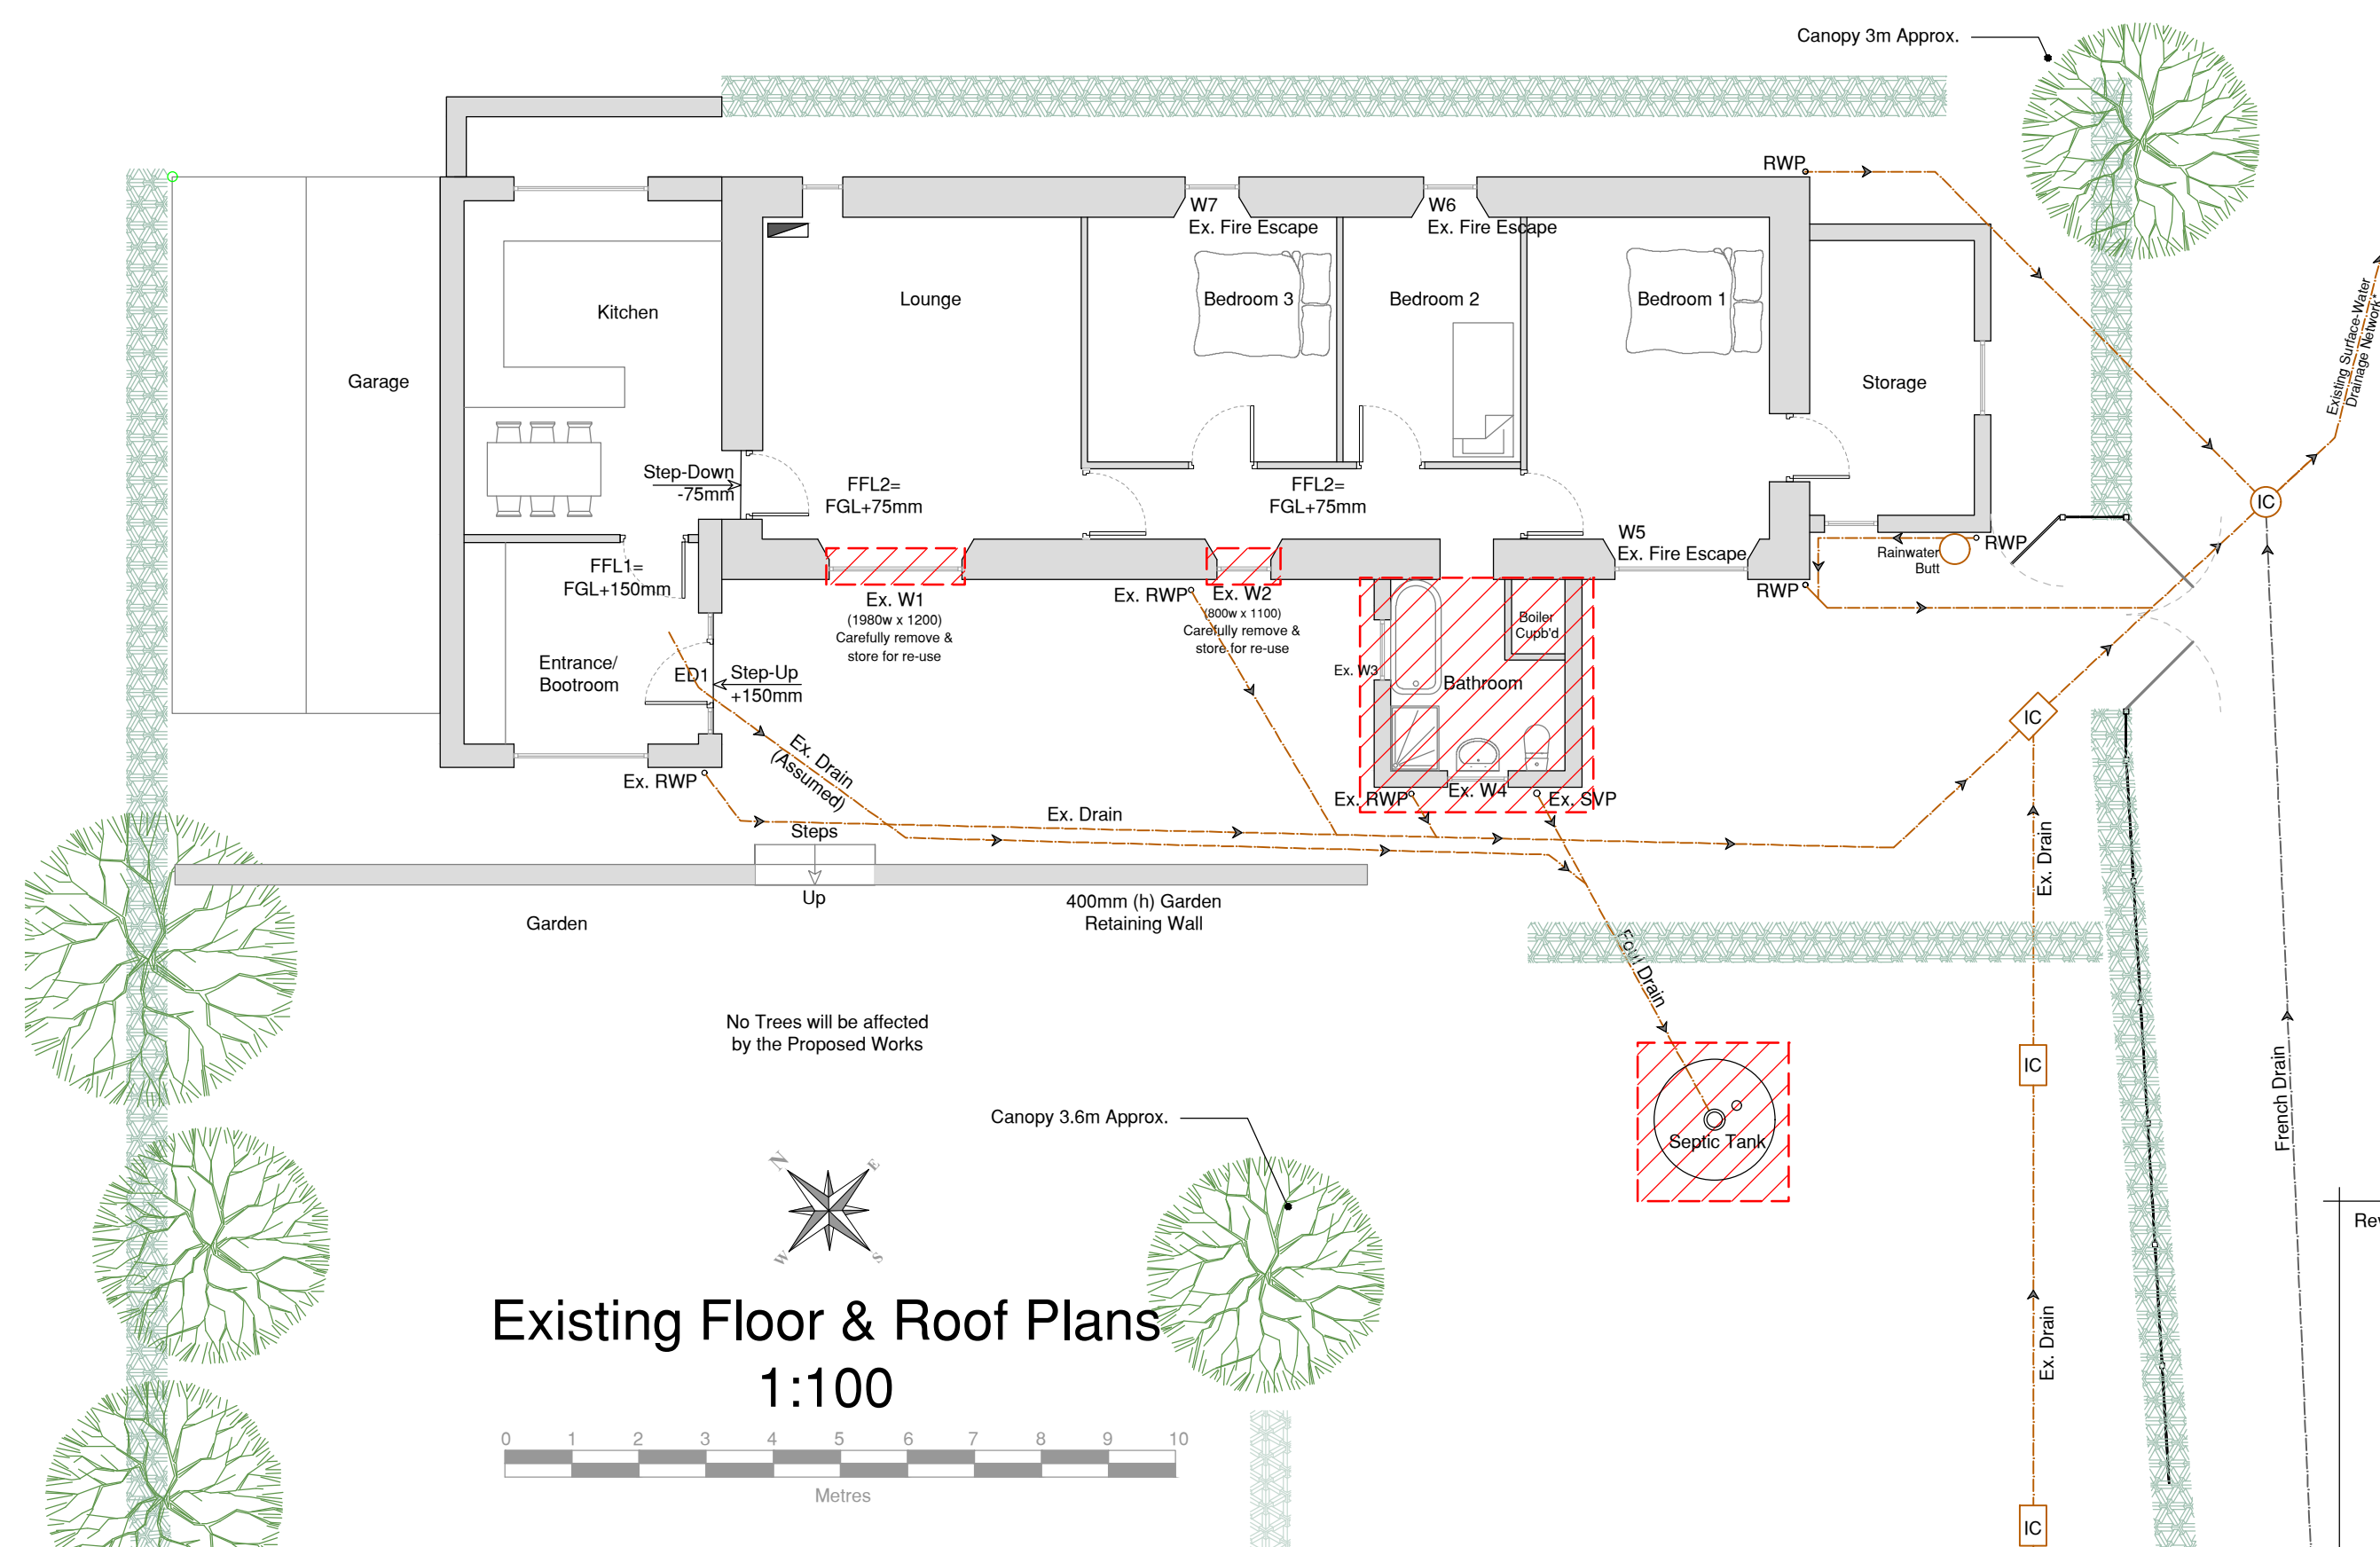 Canopy 3m Approx.
RWP
W7
Ex. Fire Escape
W6
Ex. Fire Escape
Kitchen
Lounge
Bedroom 3
Bedroom 2
Bedroom 1
Garage
Storage
Existing Surface-Water
Drainage Network*
Step-Down
-75mm
FFL2=
FGL+75mm
FFL2=
FGL+75mm
IC
W5
Ex. Fire Escape
Rainwater
Butt
RWP
RWP
FFL1=
FGL+150mm
Ex. W1
(1980w x 1200)
Carefully remove &
store for re-use
Ex. RWP
Ex. W2
(800w x 1100)
Carefully remove &
store for re-use
Boiler
Cupb'd
Ex. W3
Bathroom
Entrance/
Bootroom
ED1
Step-Up
+150mm
IC
Ex. Drain
(Assumed)
Ex. RWP
Ex. RWP
Ex. W4
Ex. SVP
Ex. Drain
Steps
Up
Ex. Drain
400mm (h) Garden
Retaining Wall
Garden
Foul Drain
No Trees will be affected
by the Proposed Works
IC
French Drain
Canopy 3.6m Approx.
Septic Tank
N
E
W
S
Rev
Existing Floor & Roof Plans
1:100
Ex. Drain
0 1 2 3 4 5 6 7 8 9 10
Metres
IC